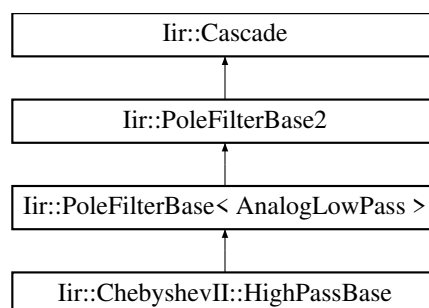 Iir::Cascade
Iir::PoleFilterBase2
Iir::PoleFilterBase< AnalogLowPass >
Iir::ChebyshevII::HighPassBase